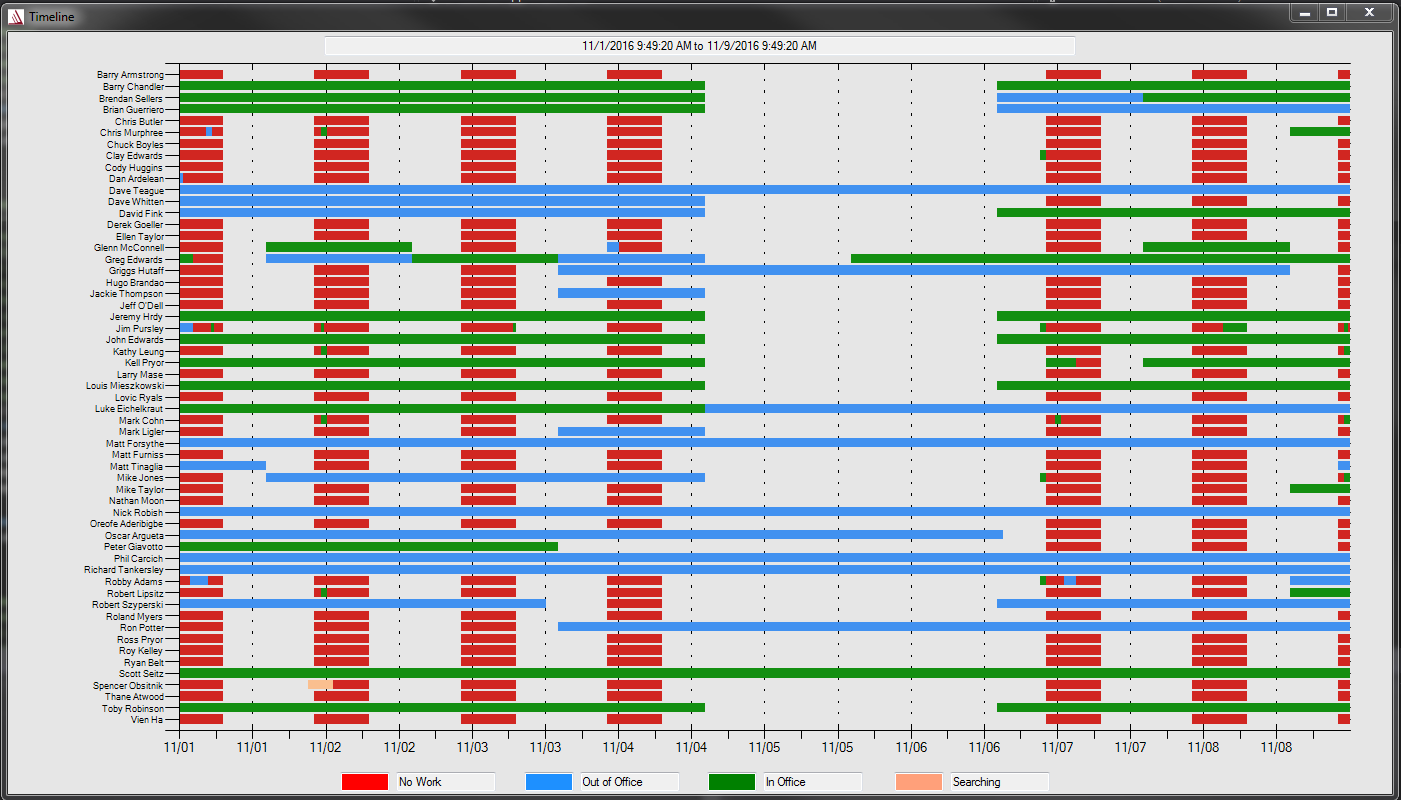 Timeline
11/1/2016 9:49:20 AM to 11/9/2016 9:49:20 AM
Barry Armstrong
Barry Chandler
Brendan Sellers
Brian Guerriero
Chris Butler
Chris Murphree
Chuck Boyles
Clay Edwards
Cody Huggins
Dan Ardelean
Dave Teague
Dave Whitten
David Fink
Derek Goeller
Ellen Taylor
Glenn McConnell
Greg Edwards
Griggs Hutaff
Hugo Brandao
Jackie Thompson
Jeff O'Dell
Jeremy Hrdy
Jim Pursley
John Edwards
Kathy Leung
Kell Pryor
Larry Mase
Louis Mieszkowski
Lovic Ryals
Luke Eichelkraut
Mark Cohn
Mark Ligler
Matt Forsythe
Matt Furniss
Matt Tinaglia
Mike Jones
Mike Taylor
Nathan Moon
Nick Robish
Oreofe Aderibigbe
Oscar Argueta
Peter Giavotto
Phil Carcich
Richard Tankersley
Robby Adams
Robert Lipsitz
Robert Szyperski
Roland Myers
Ron Potter
Ross Pryor
Roy Kelley
Ryan Belt
Scott Seitz
Spencer Obsitnik
Thane Atwood
Toby Robinson
Vien Ha
11/01 11/01 11/02 11/02 11/03 11/03 11/04 11/04 11/05 11/05 11/06 11/06 11/07 11/07 11/08 11/08
No Work Out of Office In Office Searching